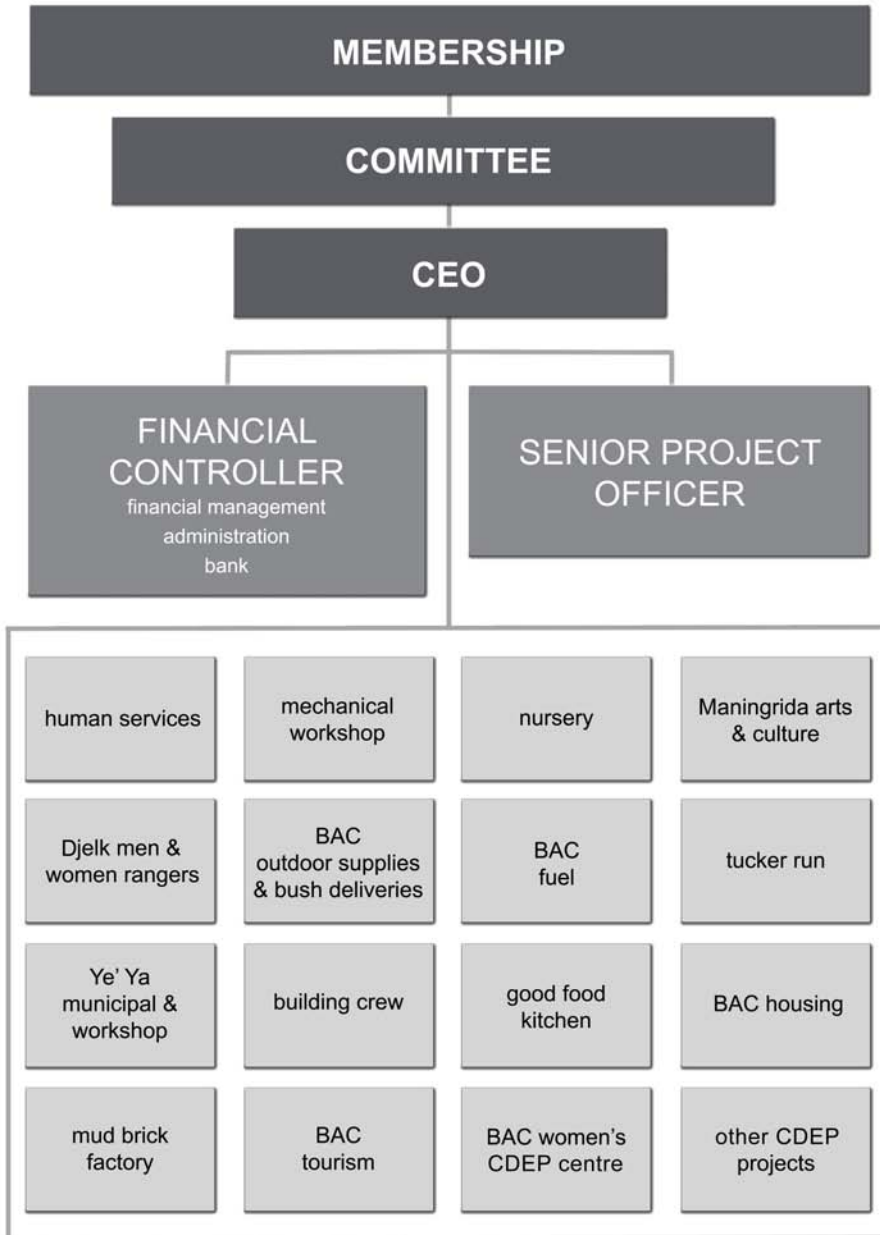 MEMBERSHIP
COMMITTEE
CEO
FINANCIAL
CONTROLLER
financial management
administration
bank
SENIOR PROJECT
OFFICER
human services
mechanical
workshop
nursery
Maningrida arts
& culture
Djelk men &
women rangers
BAC
outdoor supplies
& bush deliveries
BAC
fuel
tucker run
Ye’ Ya
municipal &
workshop
building crew
good food
kitchen
BAC housing
mud brick
factory
BAC
tourism
BAC women’s
CDEP centre
other CDEP
projects